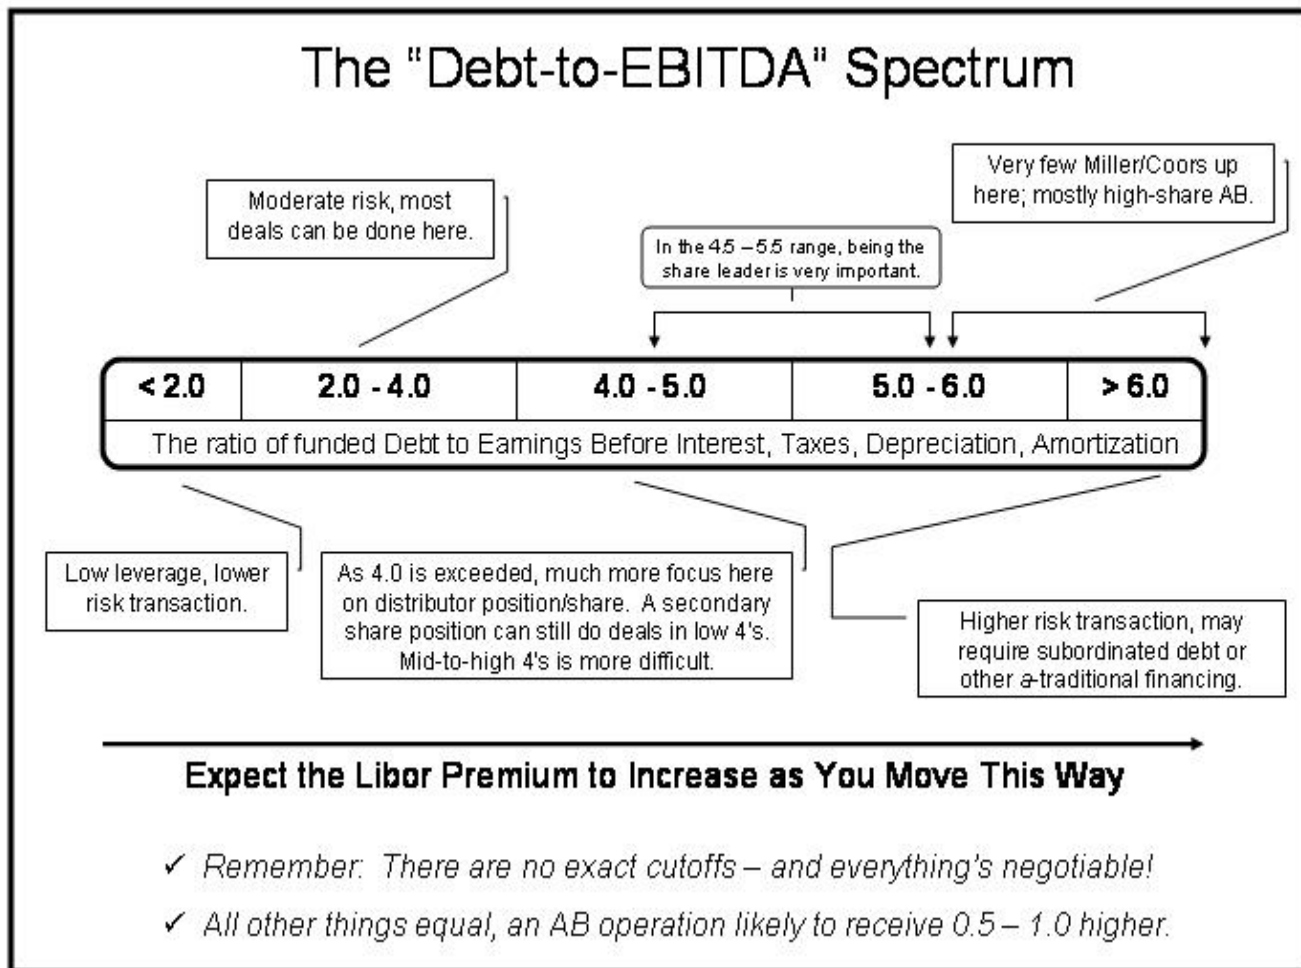 The "Debt-to-EBITDA" Spectrum
Very few Miller/Coors up
here; mostly high-share AB.
Moderate risk, most
deals can be done here.
In the 4.5 – 5.5 range, being the
share leader is very important.
< 2.0
2.0 - 4.0
4.0 - 5.0
5.0 - 6.0
> 6.0
The ratio of funded Debt to Earnings Before Interest, Taxes, Depreciation, Amortization
Low leverage, lower
risk transaction.
As 4.0 is exceeded, much more focus here
on distributor position/share. A secondary
share position can still do deals in low 4's.
Mid-to-high 4's is more difficult.
Higher risk transaction, may
require subordinated debt or
other a-traditional financing.
Expect the Libor Premium to Increase as You Move This Way
✓ Remember: There are no exact cutoffs – and everything's negotiable!
✓ All other things equal, an AB operation likely to receive 0.5 – 1.0 higher.